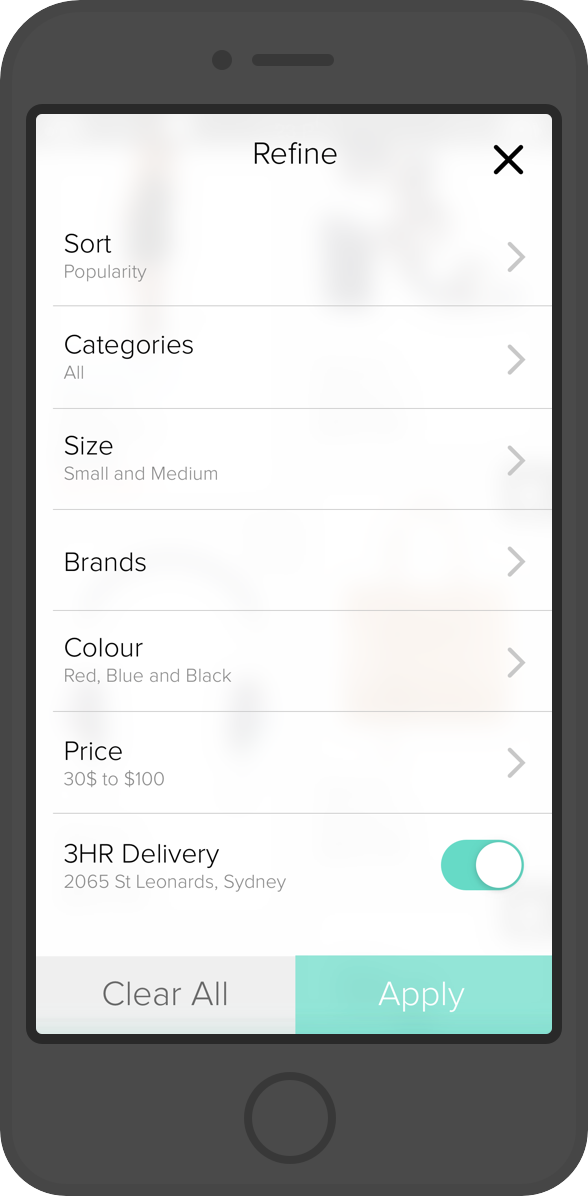 Refine
Sort
Popularity
Categories
All
Size
Small and Medium
Brands
Colour
Red, Blue and Black
Price
30$ to $100
3HR Delivery
2065 St Leonards, Sydney
Clear All
Apply